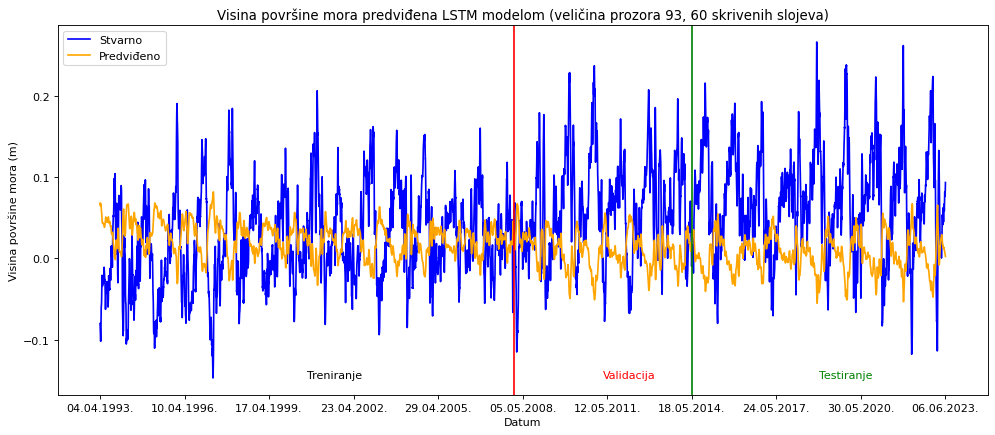 Visina površine mora predviđena LSTM modelom (veličina prozora 93, 60 skrivenih slojeva)
Stvarno
Predviđeno
Visina površine mora (m)
0.2
0.1
0.0
−0.1
Treniranje
Validacija
Testiranje
04.04.1993.
10.04.1996.
17.04.1999.
23.04.2002.
29.04.2005.
05.05.2008.
12.05.2011.
18.05.2014.
24.05.2017.
30.05.2020.
06.06.2023.
Datum